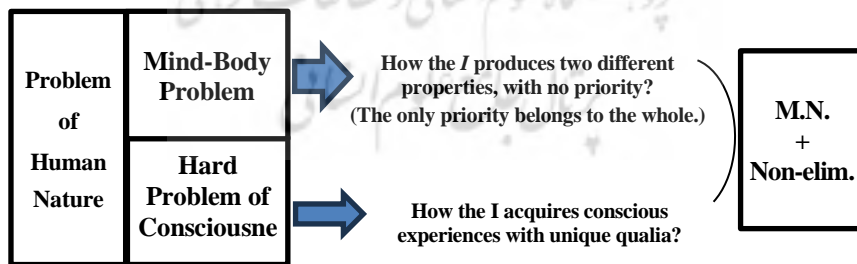 Problem
of
Human
Nature
Mind-Body
Problem
Hard
Problem of
Consciousne
How the I produces two different
properties, with no priority?
(The only priority belongs to the whole.)
How the I acquires conscious
experiences with unique qualia?
M.N.
+
Non-elim.